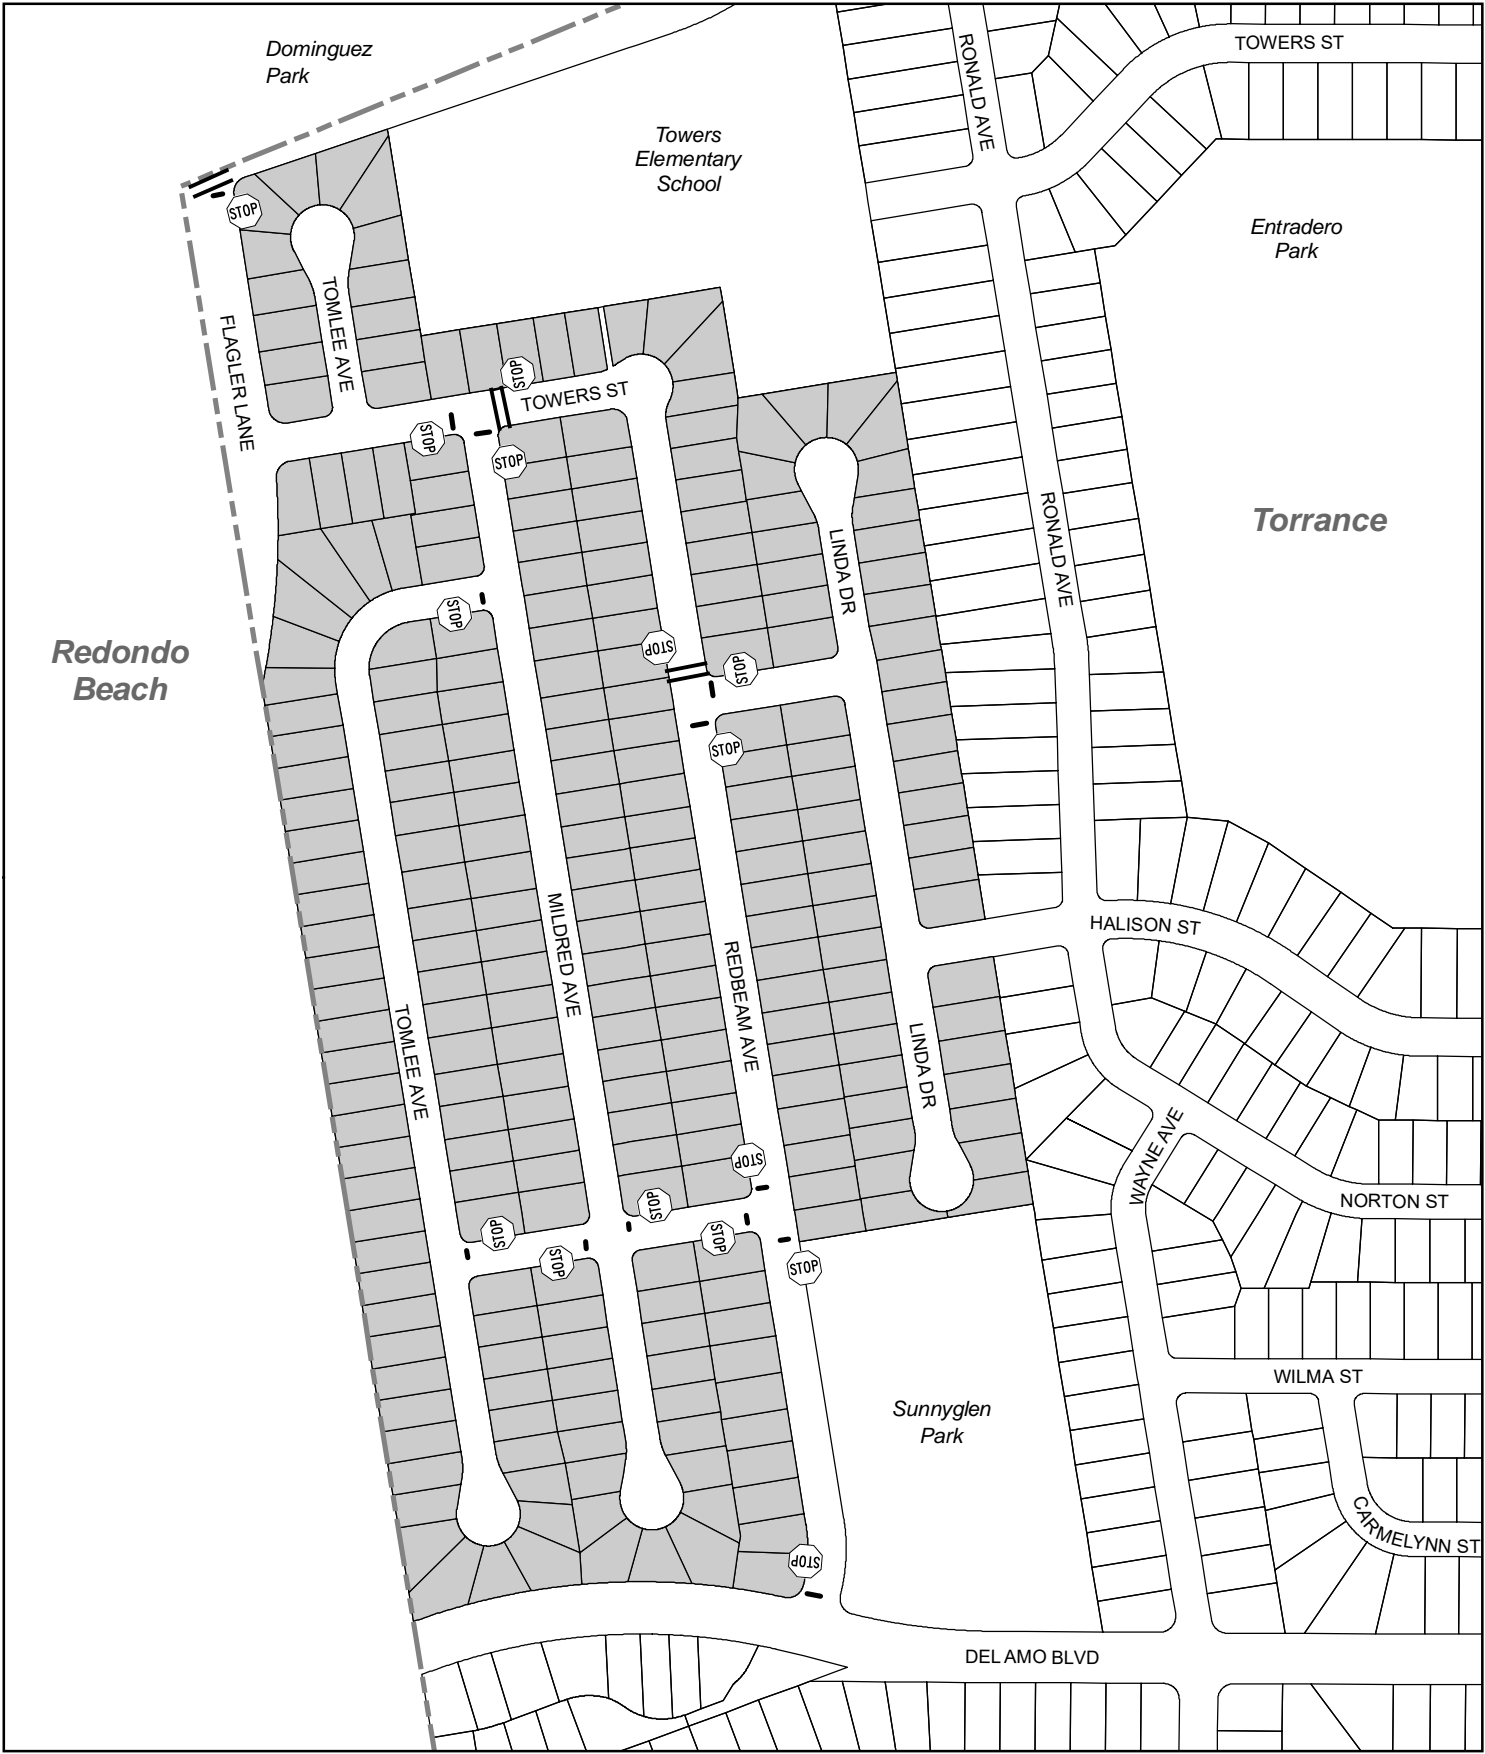 Dominguez
Park
TOWERS ST
RONALD AVE
Towers
Elementary
School
STOP
Entradero
Park
TOMLEE AVE
FLAGLER LANE
STOP
TOWERS ST
STOP
STOP
RONALD AVE
Torrance
LINDA DR
STOP
Redondo
Beach
STOP
STOP
STOP
MILDRED AVE
REDBEAM AVE
HALISON ST
TOMLEE AVE
LINDA DR
WAYNE AVE
STOP
NORTON ST
STOP
STOP
STOP
STOP
STOP
WILMA ST
Sunnyglen
Park
CARMELYNN ST
STOP
DEL AMO BLVD